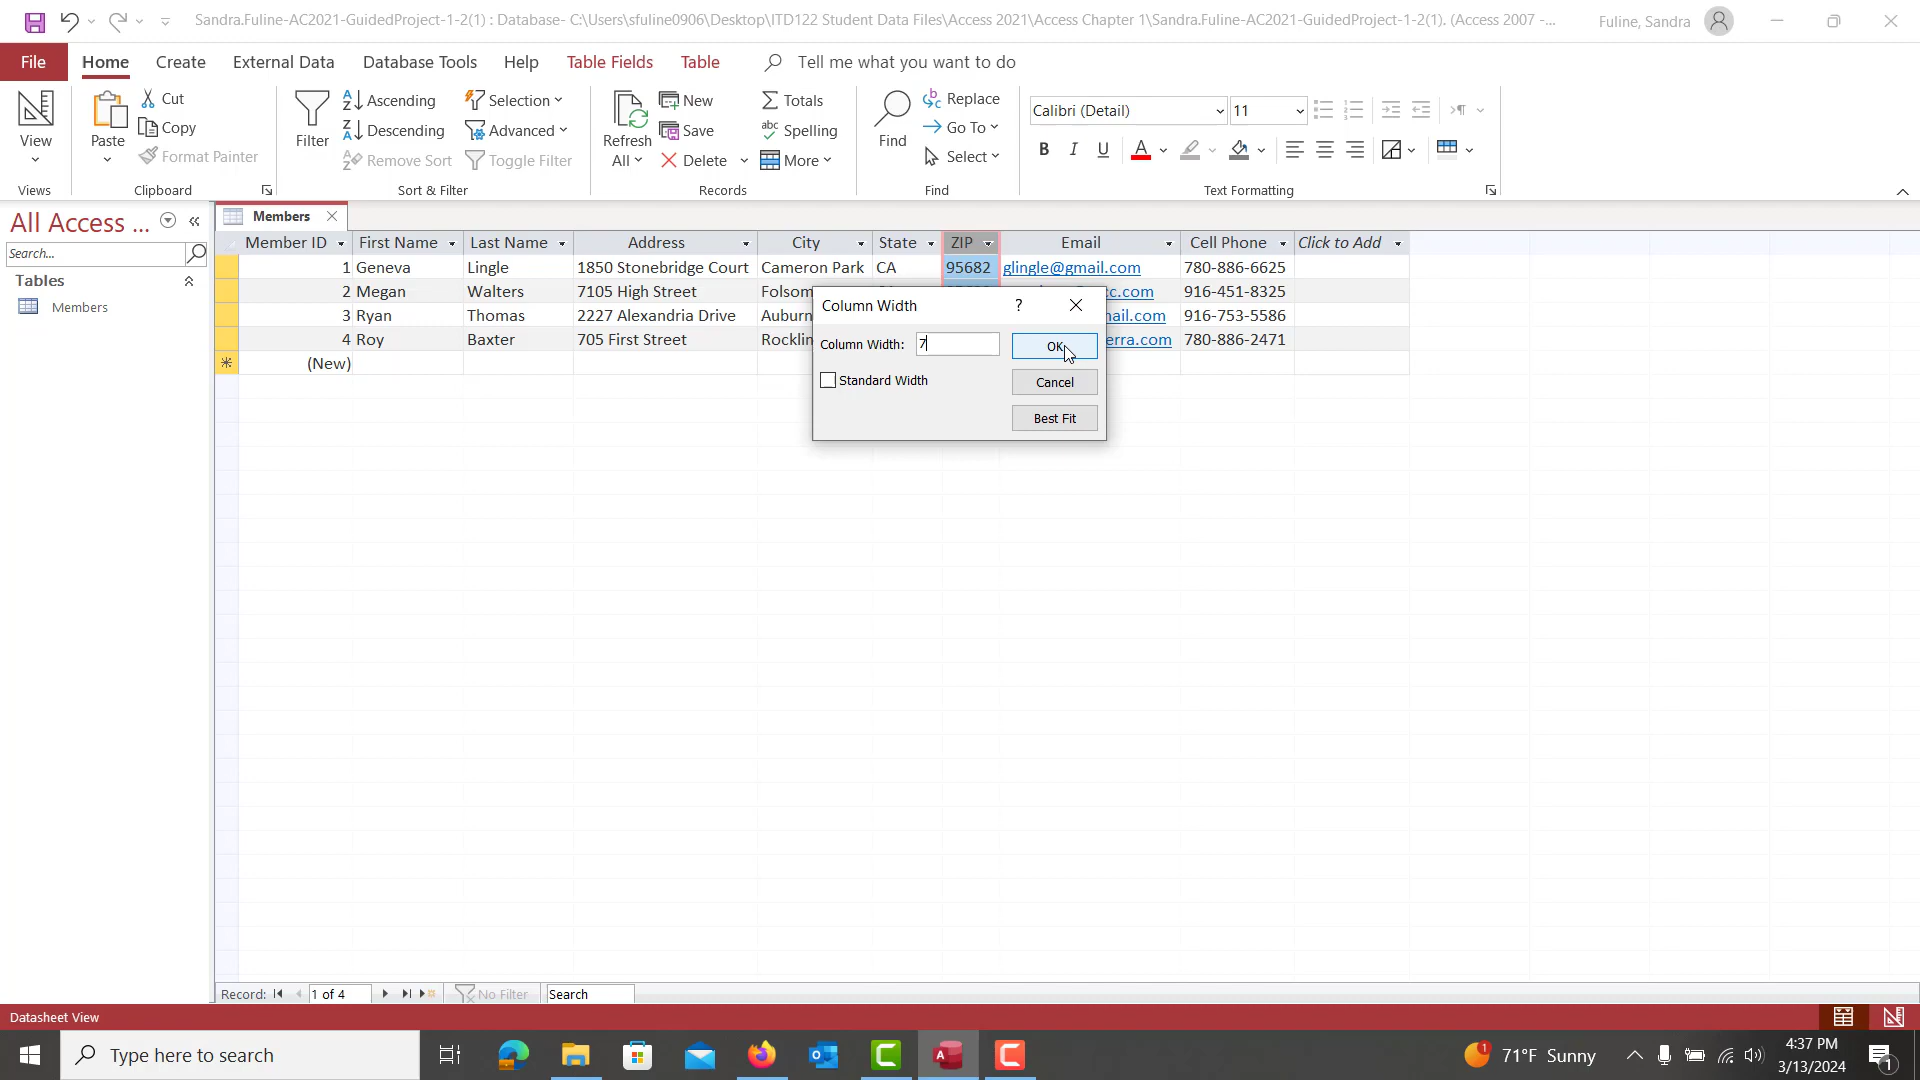 Sandra.Fuline-AC2021-GuidedProject-1-2(1) : Database- C:\Users\sfuline0906\Desktop\ITD122 Student Data Files\Access 2021\Access Chapter 1\Sandra.Fuline-AC2021-GuidedProject-1-2(1). (Access 2007 -... Fuline, Sandra
File Home Create External Data Database Tools Help Table Fields Table Tell me what you want to do
View
Views
Paste Cut
Copy
Format Painter
Clipboard
Filter Ascending
Descending
Remove Sort
Selection
Advanced
Toggle Filter
Sort & Filter
Refresh
All
New
Save
Delete
Totals
Spelling
More
Records
Find Replace
Go To
Select
Find
Calibri (Detail) 11
B I U A
Text Formatting
All Access ...
Search...
Tables
Members
Members
Member ID First Name Last Name Address City State ZIP Email Cell Phone Click to Add
1 Geneva Lingle 1850 Stonebridge Court Cameron Park CA 95682 glingle@gmail.com 780-886-6625
2 Megan Walters 7105 High Street Folsom cc.com 916-451-8325
3 Ryan Thomas 2227 Alexandria Drive Auburn ail.com 916-753-5586
4 Roy Baxter 705 First Street Rocklin erra.com 780-886-2471
(New)
Column Width ?
Column Width: 7 OK
Standard Width Cancel
Best Fit
Record: 1 of 4 No Filter Search
Datasheet View
Type here to search
71°F Sunny
4:37 PM
3/13/2024
1